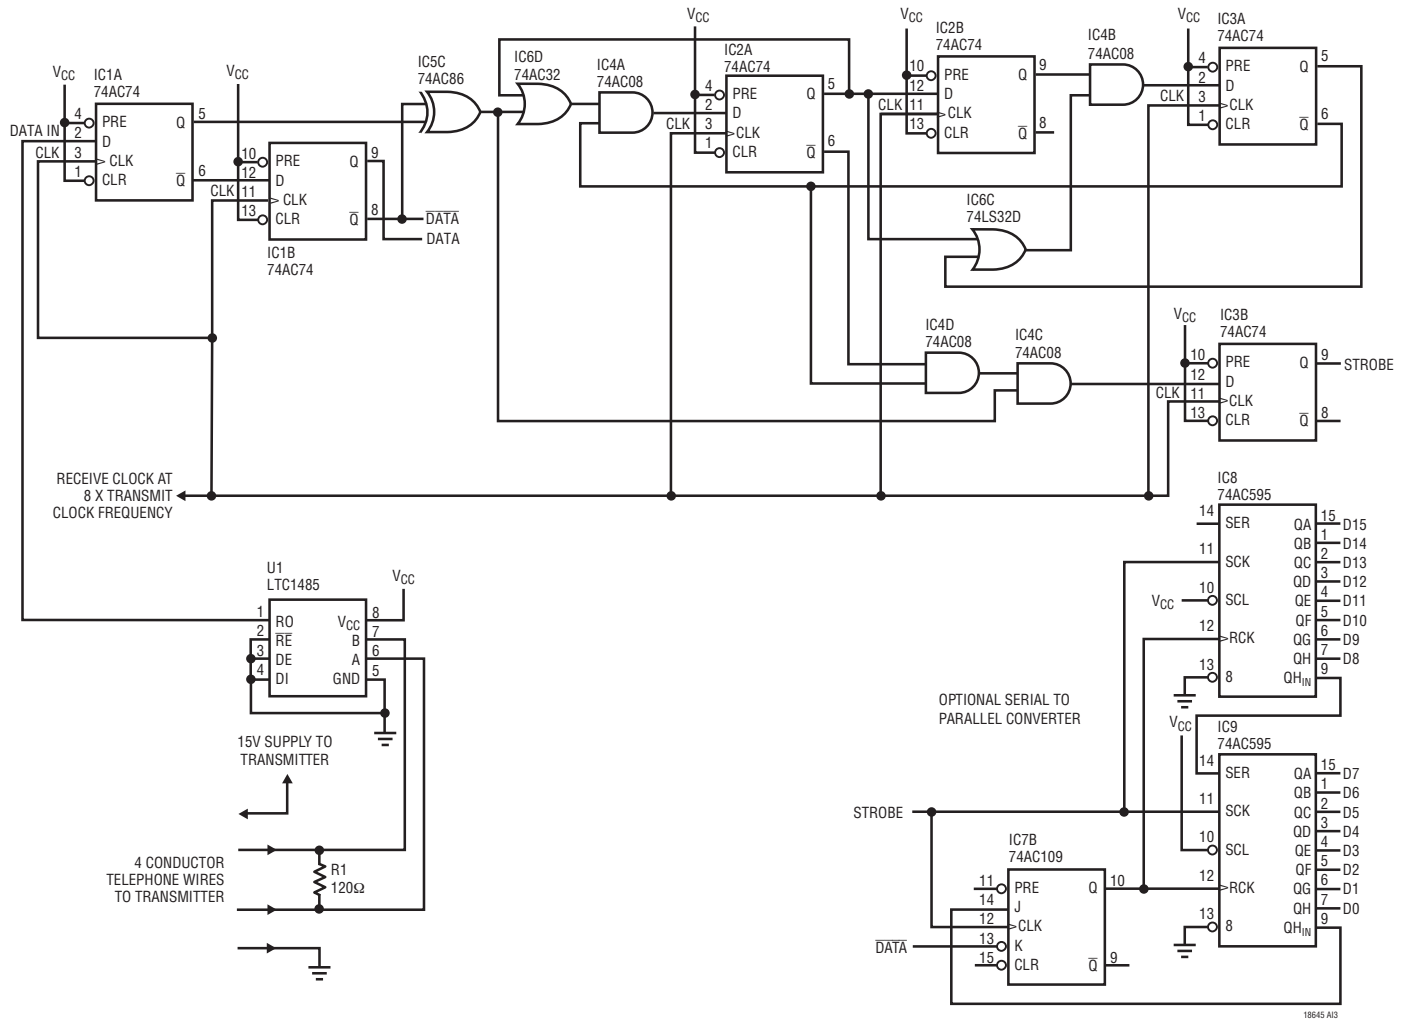 VCC
IC1A
74AC74
4
PRE
DATA IN
2
D
CLK
3
CLK
1
CLR
Q
5
Q
6
VCC
10
PRE
12
D
CLK
11
CLK
13
CLR
Q
9
Q
8
IC1B
74AC74
DATA
DATA
IC5C
74AC86
IC6D
74AC32
IC4A
74AC08
VCC
IC2A
74AC74
4
PRE
2
D
CLK
3
CLK
1
CLR
Q
5
Q
6
VCC
IC2B
74AC74
10
PRE
12
D
CLK
11
CLK
13
CLR
Q
9
Q
8
IC4B
74AC08
VCC
IC3A
74AC74
4
PRE
2
D
CLK
3
CLK
1
CLR
Q
5
Q
6
IC6C
74LS32D
IC4D
74AC08
IC4C
74AC08
VCC
IC3B
74AC74
10
PRE
12
D
CLK
11
CLK
13
CLR
Q
9
STROBE
Q
8
RECEIVE CLOCK AT
8 X TRANSMIT
CLOCK FREQUENCY
U1
LTC1485
1
RO
2
RE
3
DE
4
DI
VCC
8
B
7
A
6
GND
5
VCC
15V SUPPLY TO
TRANSMITTER
4 CONDUCTOR
TELEPHONE WIRES
TO TRANSMITTER
R1
120Ω
OPTIONAL SERIAL TO
PARALLEL CONVERTER
IC8
74AC595
14
SER
11
SCK
VCC
10
SCL
12
RCK
13
8
QA
15
D15
QB
1
D14
QC
2
D13
QD
3
D12
QE
4
D11
QF
5
D10
QG
6
D9
QH
7
D8
QHIN
9
VCC
IC9
74AC595
14
SER
11
SCK
10
SCL
12
RCK
13
8
QA
15
D7
QB
1
D6
QC
2
D5
QD
3
D4
QE
4
D3
QF
5
D2
QG
6
D1
QH
7
D0
QHIN
9
STROBE
IC7B
74AC109
11
PRE
14
J
12
CLK
DATA
13
K
15
CLR
Q
10
Q
9
18645 AI3